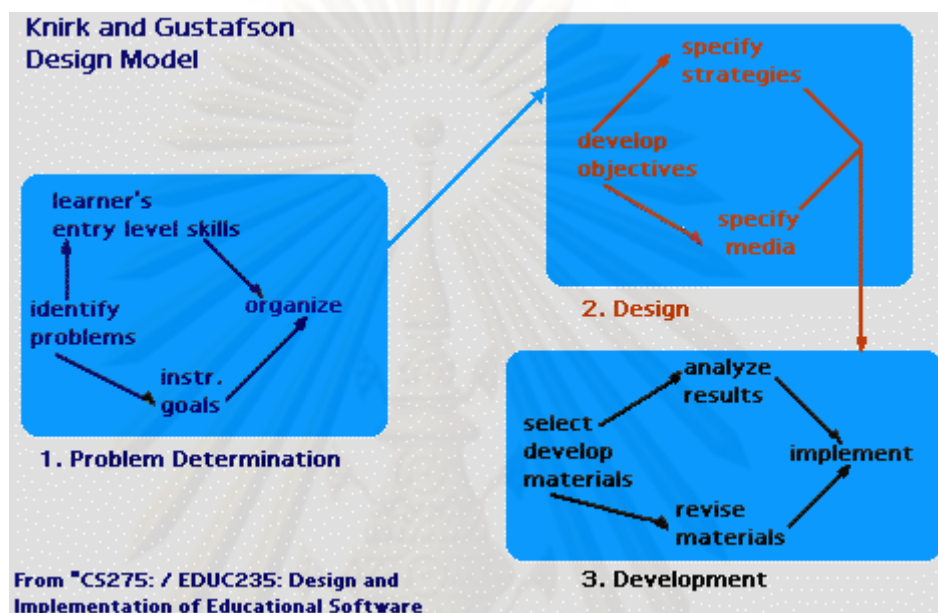 Knirk and Gustafson
Design Model
learner's
entry level skills
identify
problems
organize
instr.
goals
1. Problem Determination
specify
strategies
develop
objectives
specify
media
2. Design
analyze
results
select
develop
materials
implement
revise
materials
3. Development
From "CS275: / EDUC235: Design and
Implementation of Educational Software